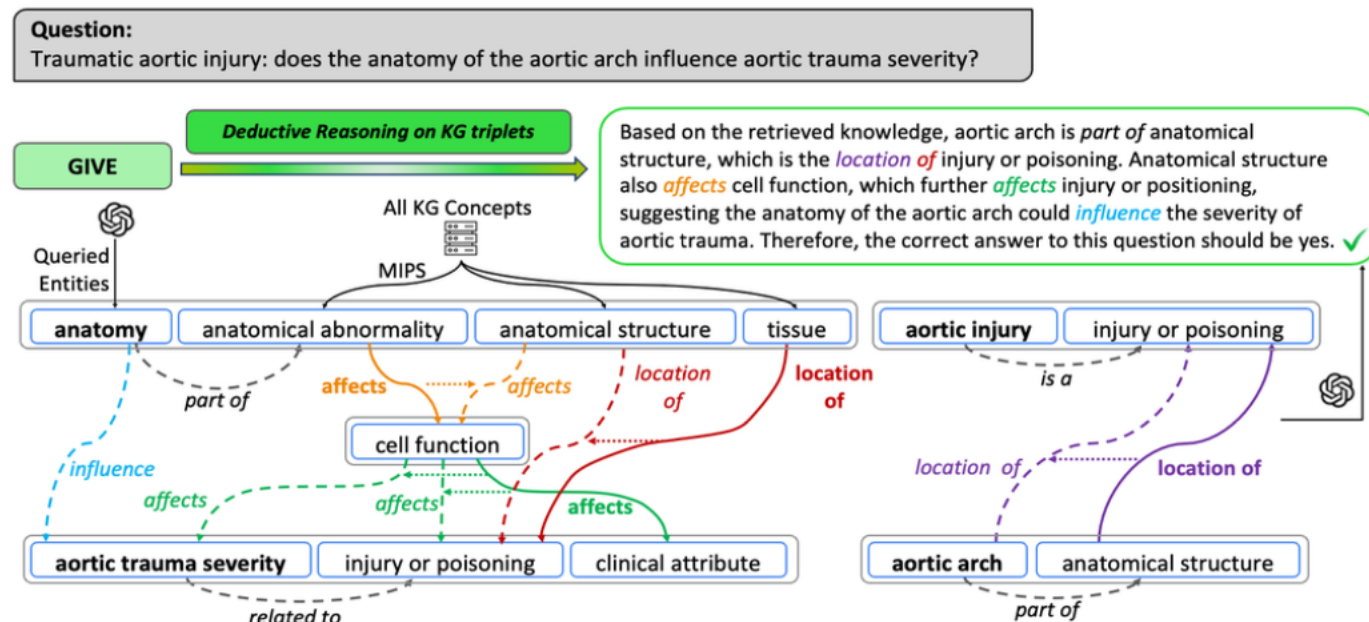 Question:
Traumatic aortic injury: does the anatomy of the aortic arch influence aortic trauma severity?
Deductive Reasoning on KG triplets
GIVE
Based on the retrieved knowledge, aortic arch is part of anatomical
structure, which is the location of injury or poisoning. Anatomical structure
also affects cell function, which further affects injury or positioning,
suggesting the anatomy of the aortic arch could influence the severity of
aortic trauma. Therefore, the correct answer to this question should be yes.
All KG Concepts
Queried
Entities
MIPS
anatomy
anatomical abnormality
anatomical structure
tissue
aortic injury
injury or poisoning
part of
affects
affects
location
of
location
of
is a
cell function
influence
affects
affects
affects
location of
location of
aortic trauma severity
injury or poisoning
clinical attribute
aortic arch
anatomical structure
related to
part of